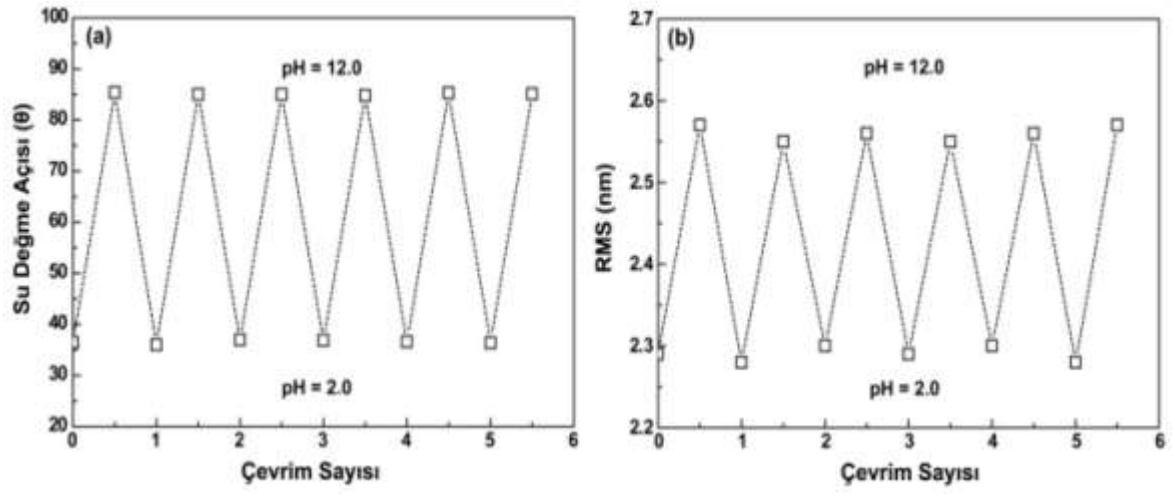 (a)
pH = 12.0
pH = 2.0
Su Değme Açısı (θ)
100
90
80
70
60
50
40
30
20
0 1 2 3 4 5 6
Çevrim Sayısı
(b)
pH = 12.0
pH = 2.0
RMS (nm)
2.7
2.6
2.5
2.4
2.3
2.2
0 1 2 3 4 5 6
Çevrim Sayısı